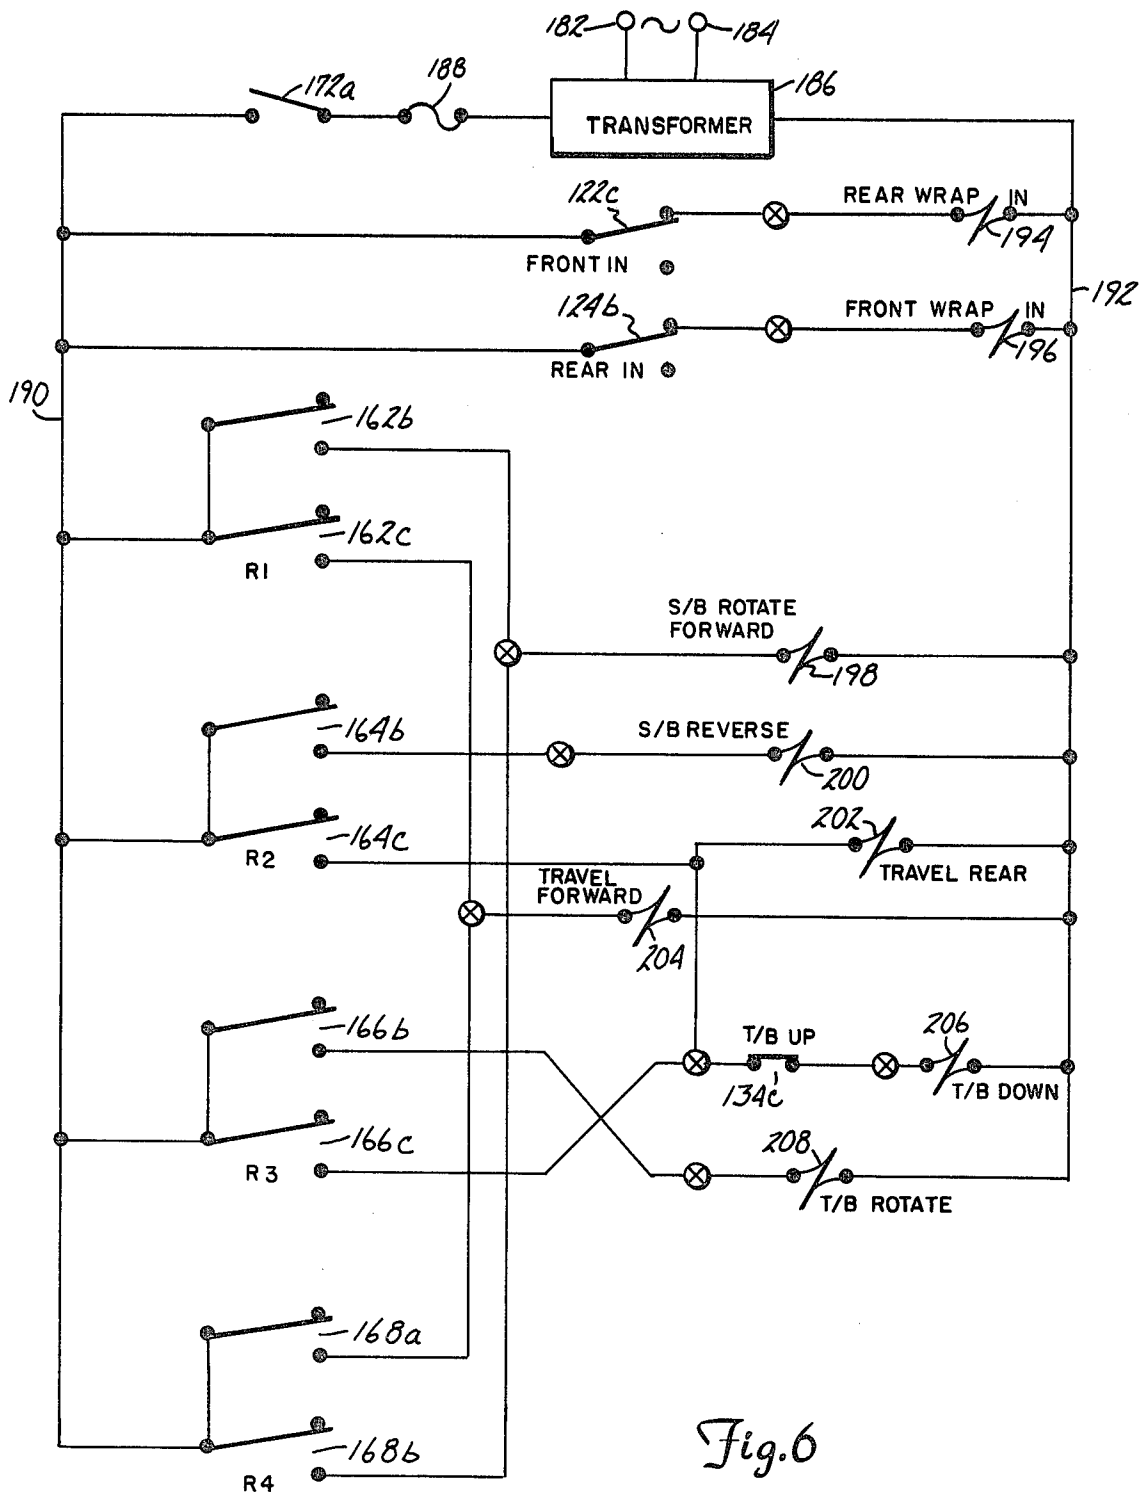 182 ~ 184
172a
188
186
TRANSFORMER
122c
REAR WRAP IN
194
FRONT IN
192
124b
FRONT WRAP IN
196
REAR IN
190
162b
162c
R1
S/B ROTATE
FORWARD
198
164b
S/B REVERSE
200
164c
R2
202
TRAVEL REAR
TRAVEL
FORWARD
204
166b
T/B UP
206
134c
T/B DOWN
166c
R3
208
T/B ROTATE
168a
168b
R4
Fig.6